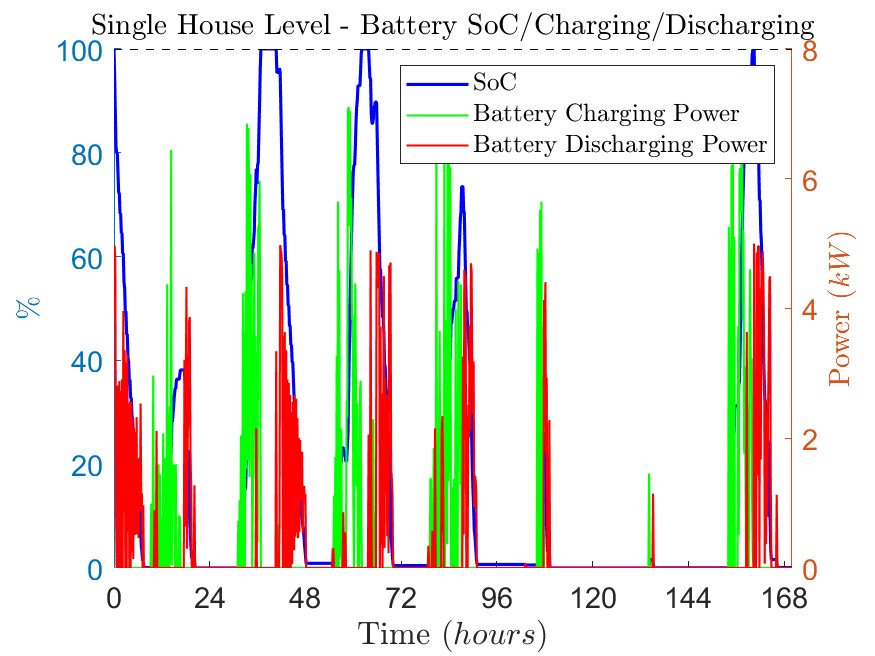 Single House Level - Battery SoC/Charging/Discharging
100
80
60
40
20
0
%
8
6
4
2
0
Power (kW)
SoC
Battery Charging Power
Battery Discharging Power
0 24 48 72 96 120 144 168
Time (hours)